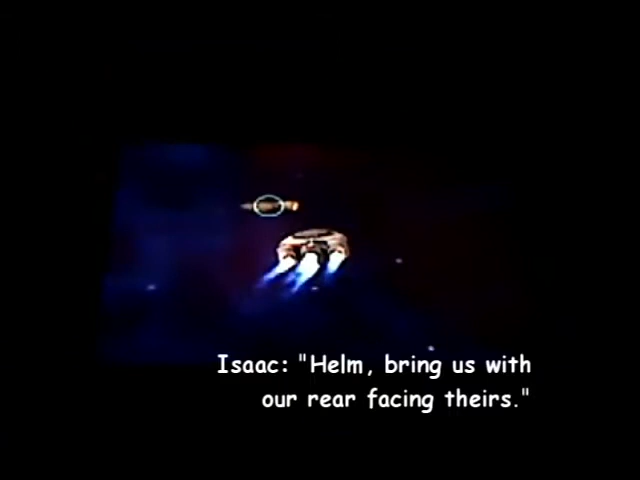 Isaac: "Helm, bring us with
our rear facing theirs."